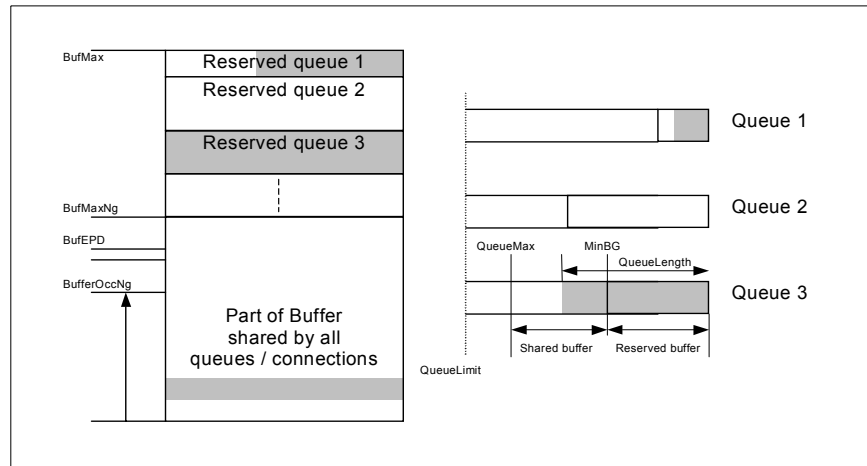 BufMax
Reserved queue 1
Reserved queue 2
Reserved queue 3
BufMaxNg
BufEPD
BufferOccNg
Part of Buffer
shared by all
queues / connections
Queue 1
Queue 2
QueueMax
MinBG
QueueLength
Queue 3
Shared buffer
Reserved buffer
QueueLimit